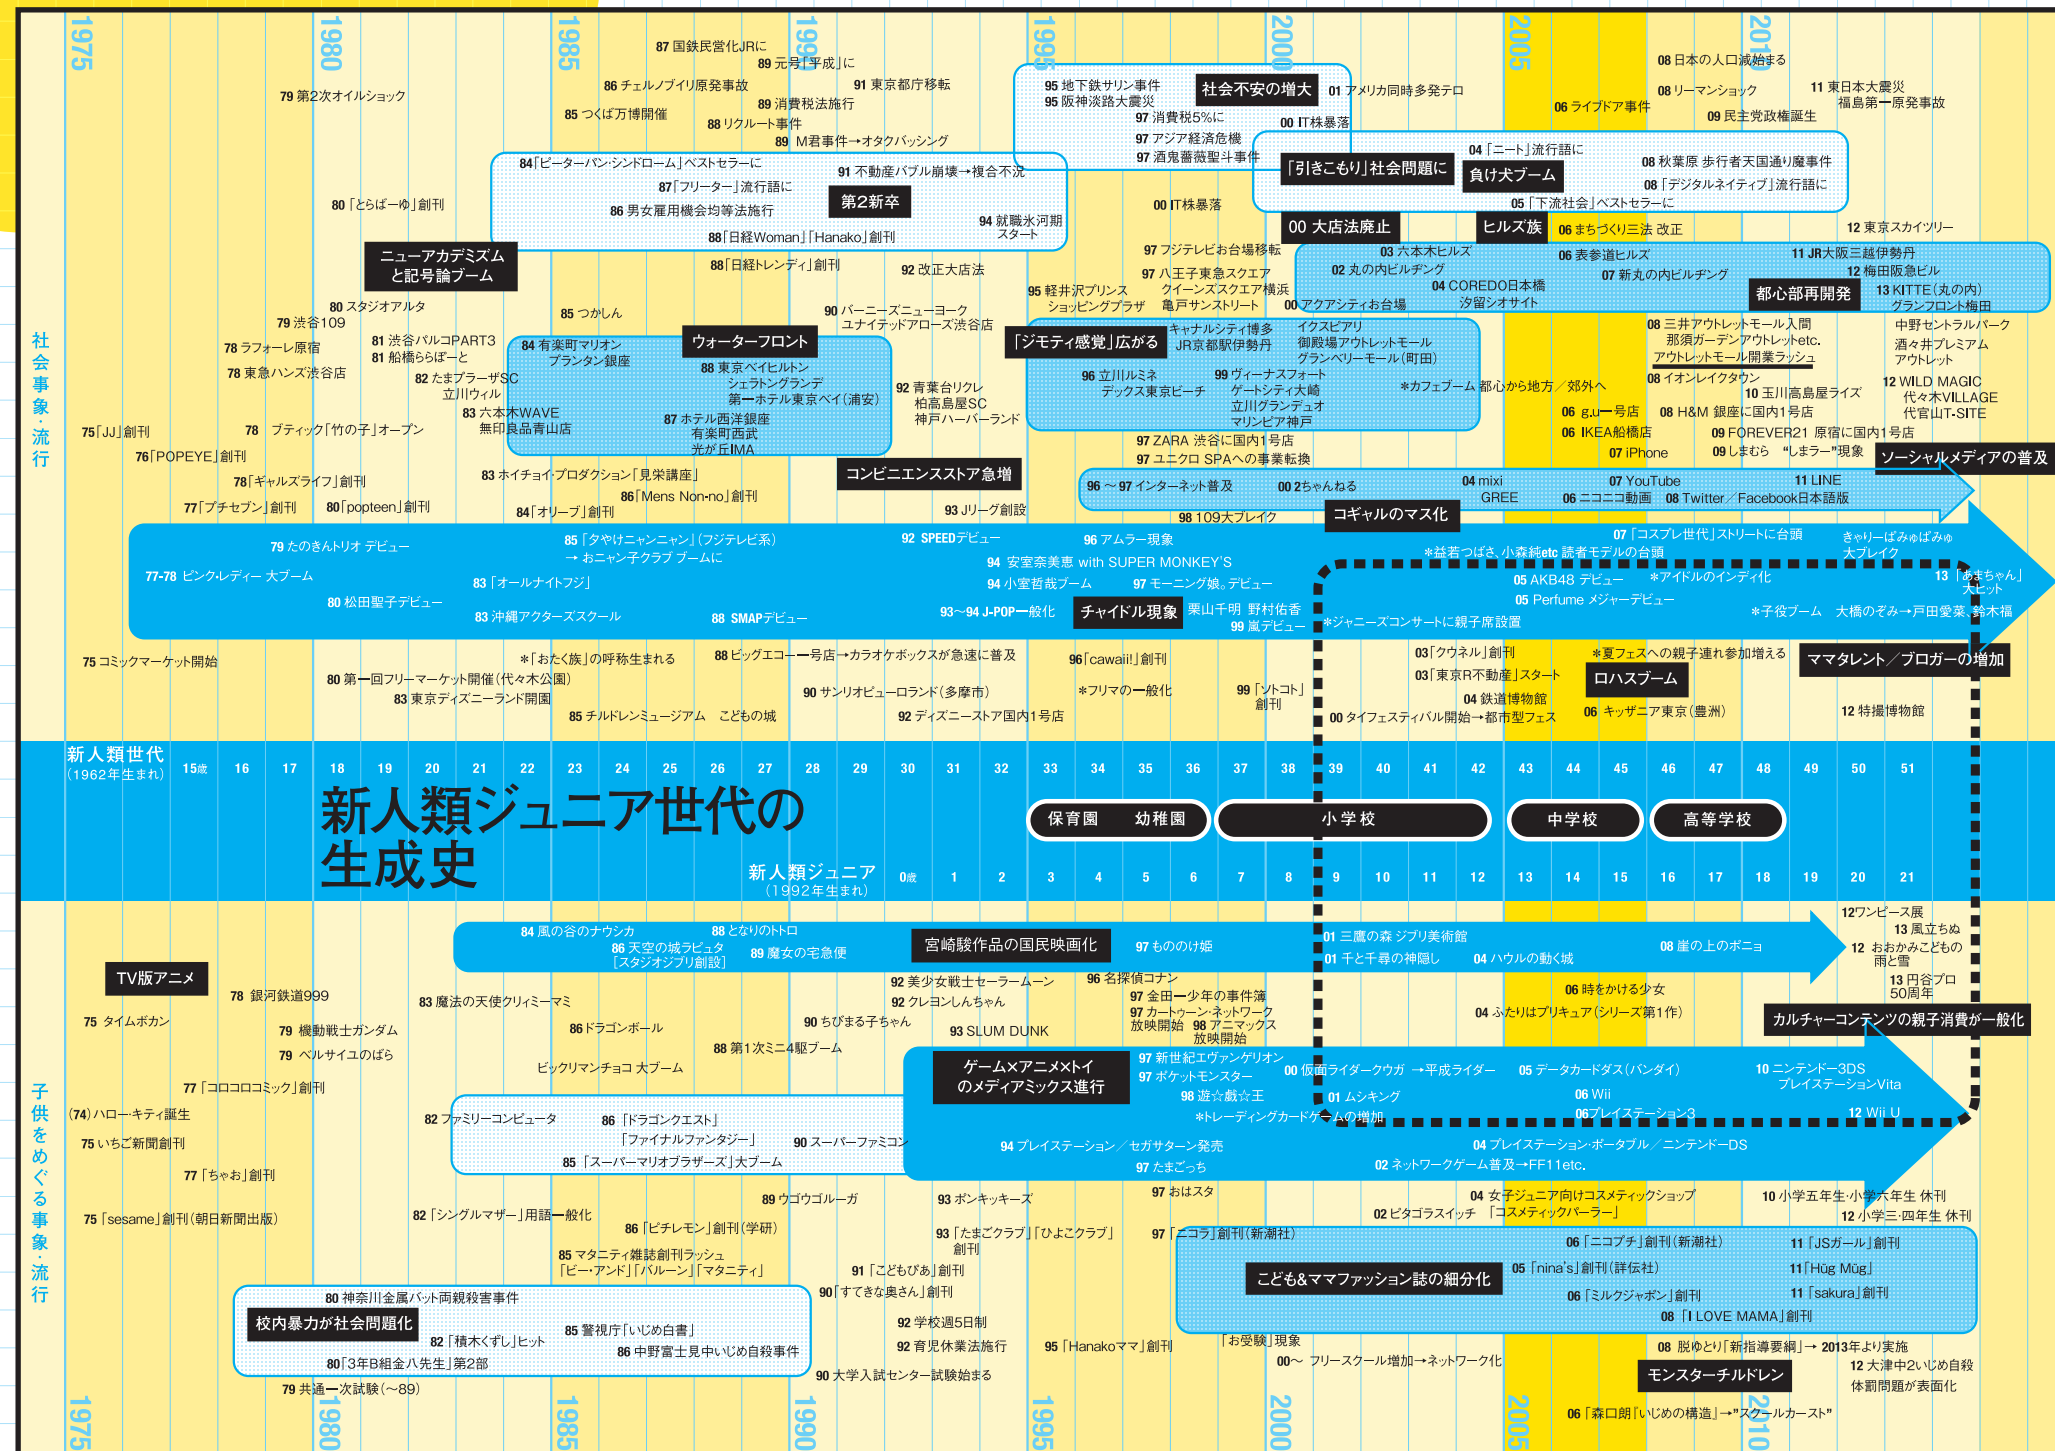 1975
1980
1985
1990
1995
2000
2005
2010
社会事象・流行
87 国鉄民営化JRに
89 元号「平成」に
79 第2次オイルショック
86 チェルノブイリ原発事故
91 東京都庁移転
85 つくば万博開催
89 消費税法施行
88 リクルート事件
89 M君事件→オタクバッシング
95 地下鉄サリン事件
95 阪神淡路大震災
社会不安の増大
97 消費税5%に
97 アジア経済危機
97 酒鬼薔薇聖斗事件
01 アメリカ同時多発テロ
00 IT株暴落
08 日本の人口減始まる
08 リーマンショック
06 ライブドア事件
09 民主党政権誕生
11 東日本大震災
福島第一原発事故
84「ピーターパン・シンドローム」ベストセラーに
91 不動産バブル崩壊→複合不況
87「フリーター」流行語に
第2新卒
86 男女雇用機会均等法施行
94 就職氷河期
スタート
88「日経Woman」「Hanako」創刊
80「とらばーゆ」創刊
「引きこもり」社会問題に
04 「ニート」流行語に
負け犬ブーム
08 秋葉原 歩行者天国通り魔事件
08 「デジタルネイティブ」流行語に
05 「下流社会」ベストセラーに
00 IT株暴落
00 大店法廃止
ヒルズ族
06 まちづくり三法 改正
12 東京スカイツリー
ニューアカデミズム
と記号論ブーム
88「日経トレンディ」創刊
92 改正大店法
97 フジテレビお台場移転
97 八王子東急スクエア
クイーンズスクエア横浜
亀戸サンストリート
95 軽井沢プリンス
ショッピングプラザ
03 六本木ヒルズ
02 丸の内ビルヂング
04 COREDO日本橋
汐留シオサイト
00 アクアシティお台場
06 表参道ヒルズ
07 新丸の内ビルヂング
都心部再開発
11 JR大阪三越伊勢丹
12 梅田阪急ビル
13 KITTE(丸の内)
グランフロント梅田
80 スタジオアルタ
79 渋谷109
78 ラフォーレ原宿
78 東急ハンズ渋谷店
81 渋谷パルコPART3
81 船橋ららぽーと
82 たまプラーザSC
立川ウィル
83 六本木WAVE
無印良品青山店
85 つかしん
90 バーニーズニューヨーク
ユナイテッドアローズ渋谷店
84 有楽町マリオン
プランタン銀座
ウォーターフロント
88 東京ベイヒルトン
シェラトングランデ
第一ホテル東京ベイ(浦安)
87 ホテル西洋銀座
有楽町西武
光が丘IMA
92 青葉台リクレ
柏高島屋SC
神戸ハーバーランド
「ジモティ感覚」広がる
キャナルシティ博多
JR京都駅伊勢丹
イクスピアリ
御殿場アウトレットモール
グランベリーモール(町田)
96 立川ルミネ
デックス東京ビーチ
99 ヴィーナスフォート
ゲートシティ大崎
立川グランデュオ
マリンピア神戸
*カフェブーム 都心から地方/郊外へ
08 三井アウトレットモール入間
那須ガーデンアウトレットetc.
アウトレットモール開業ラッシュ
中野セントラルパーク
酒々井プレミアム
アウトレット
08 イオンレイクタウン
10 玉川高島屋ライズ
12 WILD MAGIC
代々木VILLAGE
代官山T-SITE
06 g.u一号店
08 H&M 銀座に国内1号店
06 IKEA船橋店
09 FOREVER21 原宿に国内1号店
07 iPhone
09 しまむら “しまラー”現象
97 ZARA 渋谷に国内1号店
97 ユニクロ SPAへの事業転換
75「JJ」創刊
76「POPEYE」創刊
78 ブティック「竹の子」オープン
78「ギャルズライフ」創刊
77「プチセブン」創刊
80「popteen」創刊
83 ホイチョイ・プロダクション「見栄講座」
86「Mens Non-no」創刊
84「オリーブ」創刊
コンビニエンスストア急増
93 Jリーグ創設
ソーシャルメディアの普及
96 ~ 97 インターネット普及
00 2ちゃんねる
04 mixi
GREE
07 YouTube
06 ニコニコ動画
08 Twitter/Facebook日本語版
11 LINE
98 109大ブレイク
コギャルのマス化
79 たのきんトリオ デビュー
77-78 ピンク・レディー 大ブーム
80 松田聖子デビュー
85 「夕やけニャンニャン」(フジテレビ系)
→ おニャン子クラブ ブームに
83 「オールナイトフジ」
83 沖縄アクターズスクール
88 SMAPデビュー
92 SPEEDデビュー
94 安室奈美恵 with SUPER MONKEY'S
94 小室哲哉ブーム
93~94 J-POP一般化
96 アムラー現象
97 モーニング娘。デビュー
チャイドル現象
栗山千明 野村佑香
99 嵐デビュー
*ジャニーズコンサートに親子席設置
07 「コスプレ世代」ストリートに台頭
*益若つばさ、小森純etc 読者モデルの台頭
05 AKB48 デビュー
*アイドルのインディ化
05 Perfume メジャーデビュー
きゃりーぱみゅぱみゅ
大ブレイク
13 「あまちゃん」
大ヒット
*子役ブーム 大橋のぞみ→戸田愛菜、鈴木福
75 コミックマーケット開始
80 第一回フリーマーケット開催(代々木公園)
83 東京ディズニーランド開園
*「おたく族」の呼称生まれる
85 チルドレンミュージアム こどもの城
88 ビッグエコー一号店→カラオケボックスが急速に普及
90 サンリオピューロランド(多摩市)
92 ディズニーストア国内1号店
96「cawaii!」創刊
*フリマの一般化
99 「ソトコト」
創刊
03「クウネル」創刊
03「東京R不動産」スタート
04 鉄道博物館
00 タイフェスティバル開始→都市型フェス
*夏フェスへの親子連れ参加増える
ロハスブーム
06 キッザニア東京(豊洲)
ママタレント/ブロガーの増加
12 特撮博物館
新人類世代
(1962年生まれ)
15歳 16 17 18 19 20 21 22 23 24 25 26 27 28 29 30 31 32 33 34 35 36 37 38 39 40 41 42 43 44 45 46 47 48 49 50 51
新人類ジュニア世代の
生成史
保育園 幼稚園
小学校
中学校
高等学校
新人類ジュニア
(1992年生まれ)
0歳 1 2 3 4 5 6 7 8 9 10 11 12 13 14 15 16 17 18 19 20 21
子供をめぐる事象・流行
84 風の谷のナウシカ
86 天空の城ラピュタ
[スタジオジブリ創設]
88 となりのトトロ
89 魔女の宅急便
宮崎駿作品の国民映画化
97 もののけ姫
01 三鷹の森 ジブリ美術館
01 千と千尋の神隠し
04 ハウルの動く城
08 崖の上のポニョ
12ワンピース展
13 風立ちぬ
12 おおかみこどもの
雨と雪
13 円谷プロ
50周年
TV版アニメ
78 銀河鉄道999
75 タイムボカン
79 機動戦士ガンダム
79 ベルサイユのばら
77「コロコロコミック」創刊
(74)ハロー・キティ誕生
75 いちご新聞創刊
77「ちゃお」創刊
75「sesame」創刊(朝日新聞出版)
83 魔法の天使クリィミーマミ
86ドラゴンボール
ビックリマンチョコ 大ブーム
88 第1次ミニ4駆ブーム
92 美少女戦士セーラームーン
92 クレヨンしんちゃん
90 ちびまる子ちゃん
93 SLUM DUNK
96 名探偵コナン
97 金田一少年の事件簿
97 カートゥーン・ネットワーク
放映開始
98 アニマックス
放映開始
06 時をかける少女
04 ふたりはプリキュア(シリーズ第1作)
カルチャーコンテンツの親子消費が一般化
ゲーム×アニメ×トイ
のメディアミックス進行
97 新世紀エヴァンゲリオン
97 ポケットモンスター
98 遊☆戯☆王
*トレーディングカードゲームの増加
00 仮面ライダークウガ →平成ライダー
01 ムシキング
05 データカードダス(バンダイ)
06 Wii
06プレイステーション3
10 ニンテンドー3DS
プレイステーションVita
12 Wii U
82 ファミリーコンピュータ
86 「ドラゴンクエスト」
「ファイナルファンタジー」
85 「スーパーマリオブラザーズ」大ブーム
90 スーパーファミコン
94 プレイステーション/セガサターン発売
97 たまごっち
04 プレイステーション・ポータブル/ニンテンドーDS
02 ネットワークゲーム普及→FF11etc.
82「シングルマザー」用語一般化
89 ウゴウゴルーガ
93 ポンキッキーズ
97 おはスタ
86「ピチレモン」創刊(学研)
85 マタニティ雑誌創刊ラッシュ
「ビー・アンド」「バルーン」「マタニティ」
93「たまごクラブ」「ひよこクラブ」
創刊
91「こどもぴあ」創刊
90「すてきな奥さん」創刊
92 学校週5日制
92 育児休業法施行
90 大学入試センター試験始まる
97「ニコラ」創刊(新潮社)
04 女子ジュニア向けコスメティックショップ
「コスメティックパーラー」
02 ピタゴラスイッチ
10 小学五年生・小学六年生 休刊
12 小学三・四年生 休刊
こども&ママファッション誌の細分化
06 「ニコプチ」創刊(新潮社)
05 「nina's」創刊(詳伝社)
06 「ミルクジャポン」創刊
08 「I LOVE MAMA」創刊
11 「JSガール」創刊
11「Hüg Müg」
11 「sakura」創刊
80 神奈川金属バット両親殺害事件
校内暴力が社会問題化
82「積木くずし」ヒット
80「3年B組金八先生」第2部
85 警視庁「いじめ白書」
86 中野富士見中いじめ自殺事件
79 共通一次試験(~89)
95「Hanakoママ」創刊
「お受験」現象
00~ フリースクール増加→ネットワーク化
08 脱ゆとり「新指導要綱」→ 2013年より実施
モンスターチルドレン
12 大津中2いじめ自殺
体罰問題が表面化
06「森口朗『いじめの構造』→”スクールカースト”
1975
1980
1985
1990
1995
2000
2005
2010